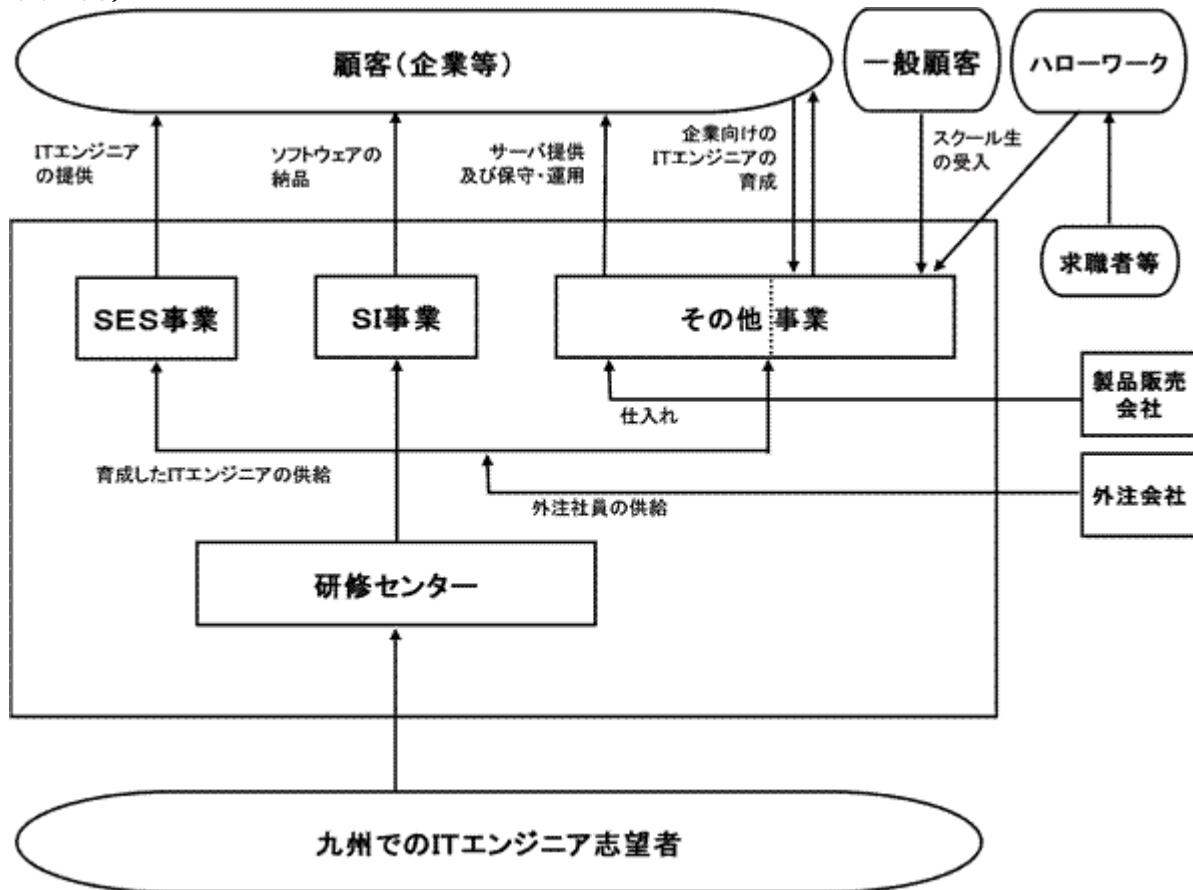 顧客(企業等)
一般顧客
ハローワーク
ITエンジニア
の提供
ソフトウェアの
納品
サーバ提供
及び保守・運用
企業向けの
ITエンジニアの
育成
スクール生
の受入
求職者等
SES事業
SI事業
その他 事業
製品販売
会社
仕入れ
育成したITエンジニアの供給
外注社員の供給
外注会社
研修センター
九州でのITエンジニア志望者